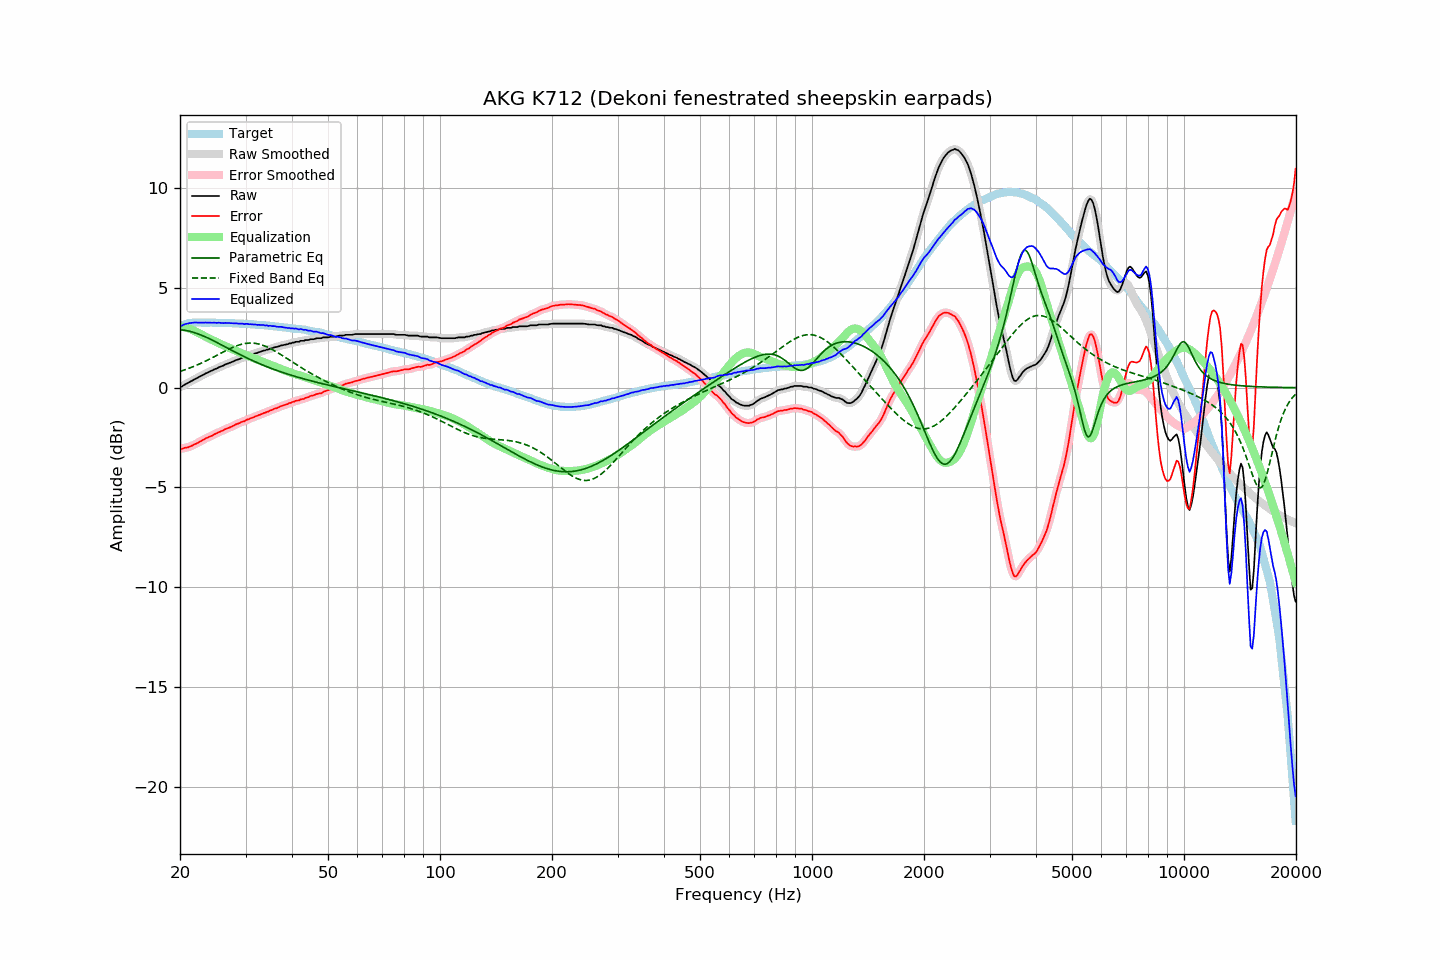 AKG K712 (Dekoni fenestrated sheepskin earpads)
Target
Raw Smoothed
Error Smoothed
Raw
Error
Equalization
Parametric Eq
Fixed Band Eq
Equalized
10
5
0
−5
−10
−15
−20
Amplitude (dBr)
20 50 100 200 500 1000 2000 5000 10000 20000
Frequency (Hz)